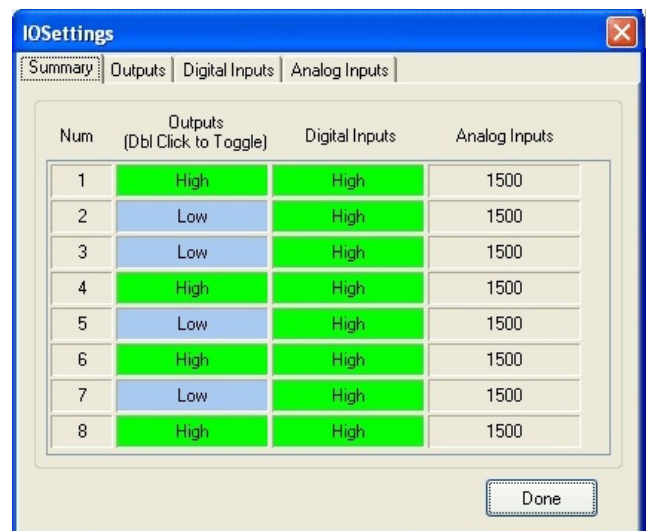 IOSettings
Summary Outputs Digital Inputs Analog Inputs
Num Outputs (Dbl Click to Toggle) Digital Inputs Analog Inputs
1 High High 1500
2 Low High 1500
3 Low High 1500
4 High High 1500
5 Low High 1500
6 High High 1500
7 Low High 1500
8 High High 1500
Done